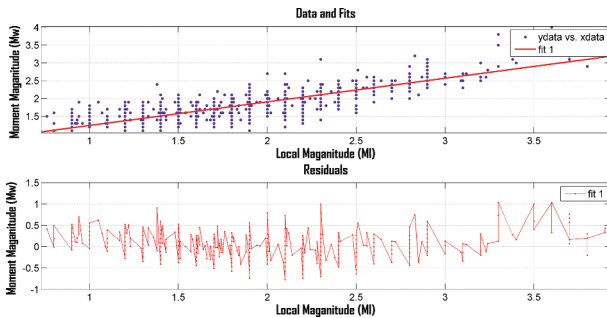 Data and Fits
Moment Maganitude (Mw)
4
3.5
3
2.5
2
1.5
ydata vs. xdata
fit 1
1 1.5 2 2.5 3 3.5
Local Maganitude (Ml)
Residuals
Moment Maganitude (Mw)
1.5
1
0.5
0
-0.5
-1
fit 1
1 1.5 2 2.5 3 3.5
Local Maganitude (Ml)